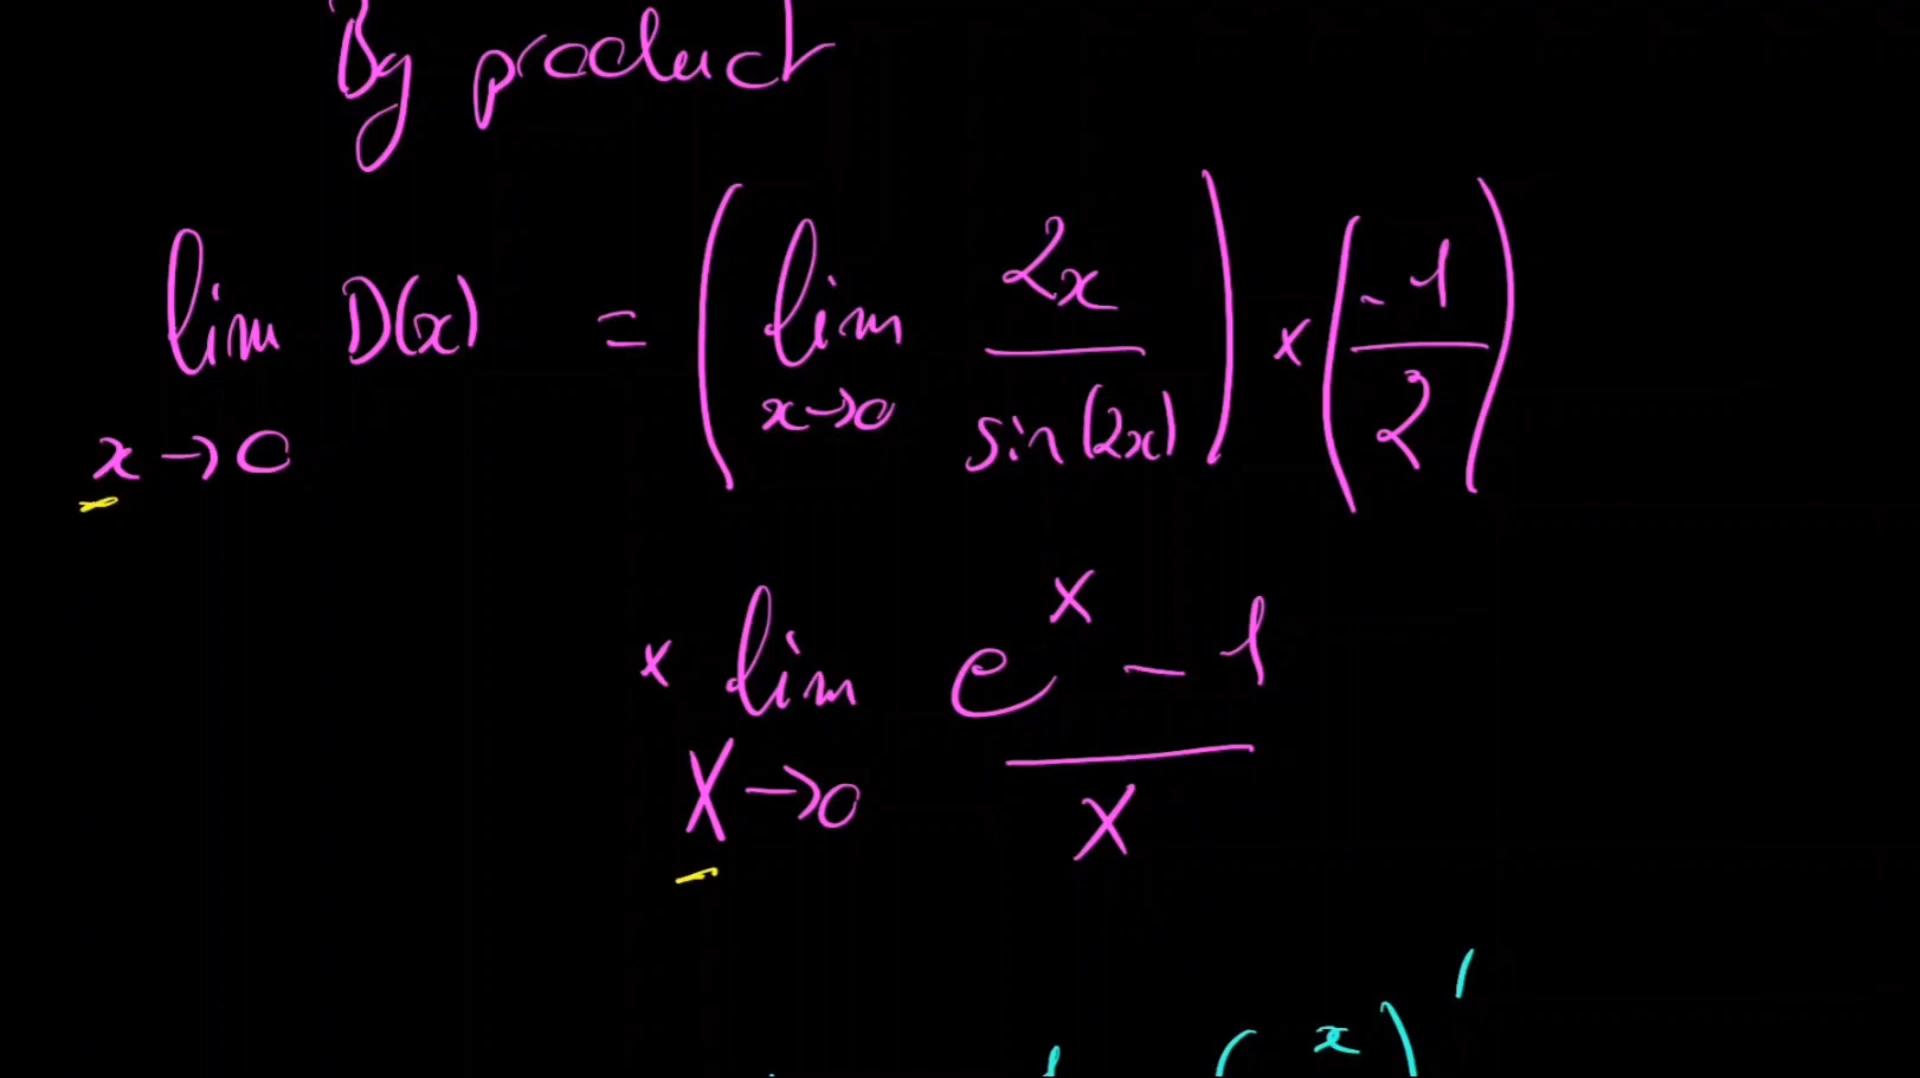 By product
lim x→0 D(x) = ( lim x→0 2x / sin(2x) ) × ( -1 / 2 )
× lim X→0 e^X - 1 / X
(x)'